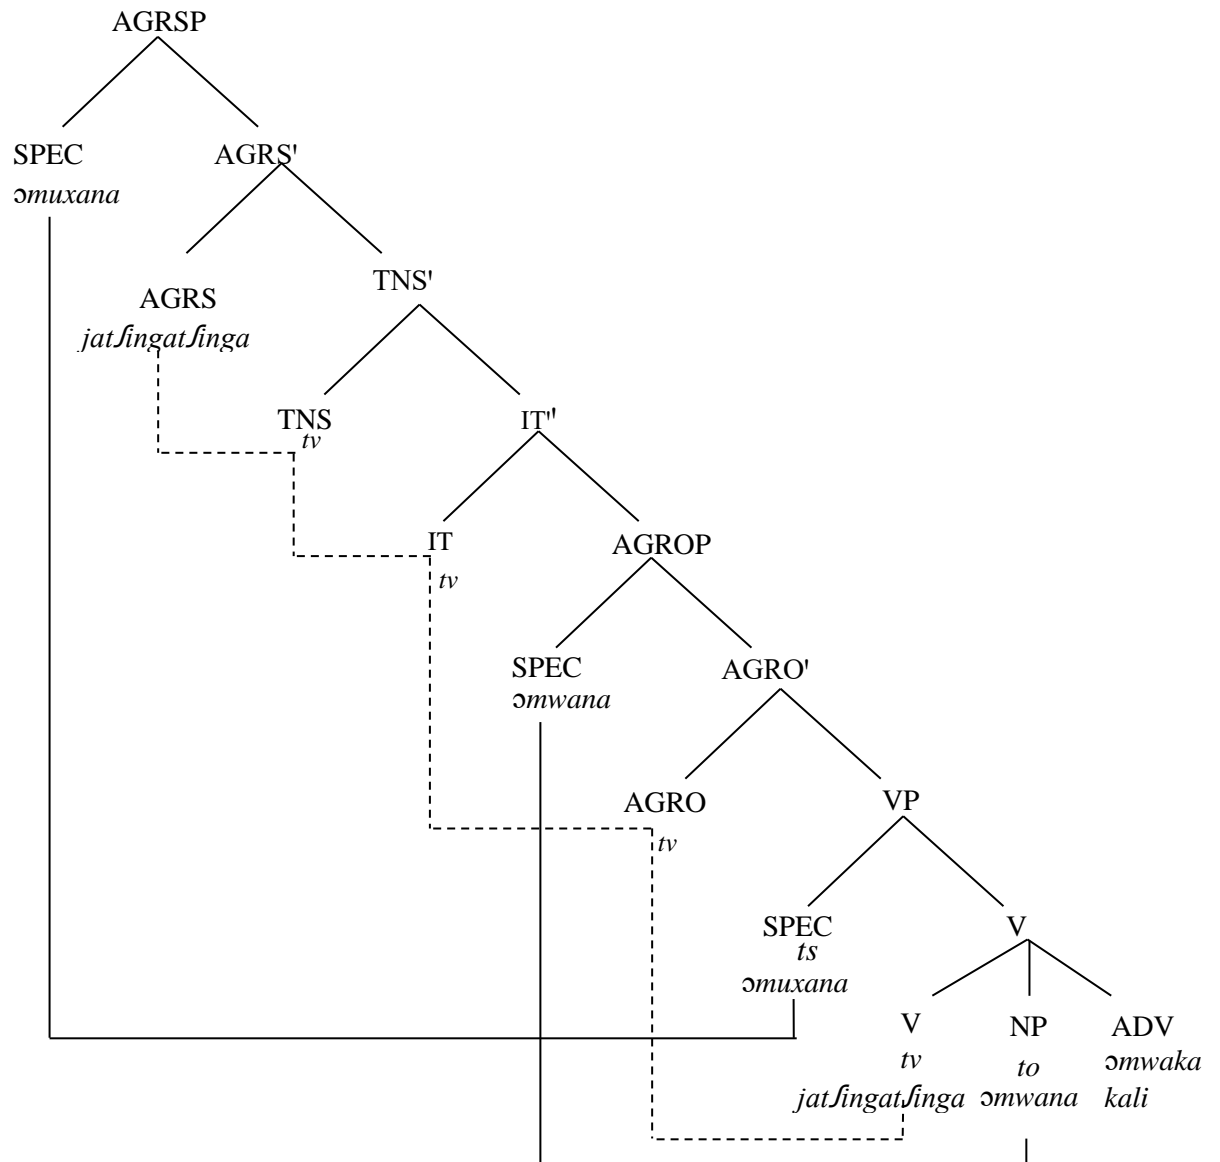 AGRSP
SPEC AGRS'
ɔmuxana
TNS'
AGRS
jatʃingatʃinga
TNS IT''
tv
IT AGROP
tv
SPEC AGRO'
ɔmwana
AGRO VP
tv
SPEC V
ts
ɔmuxana
V NP ADV
tv to ɔmwaka
jatʃingatʃinga ɔmwana kali